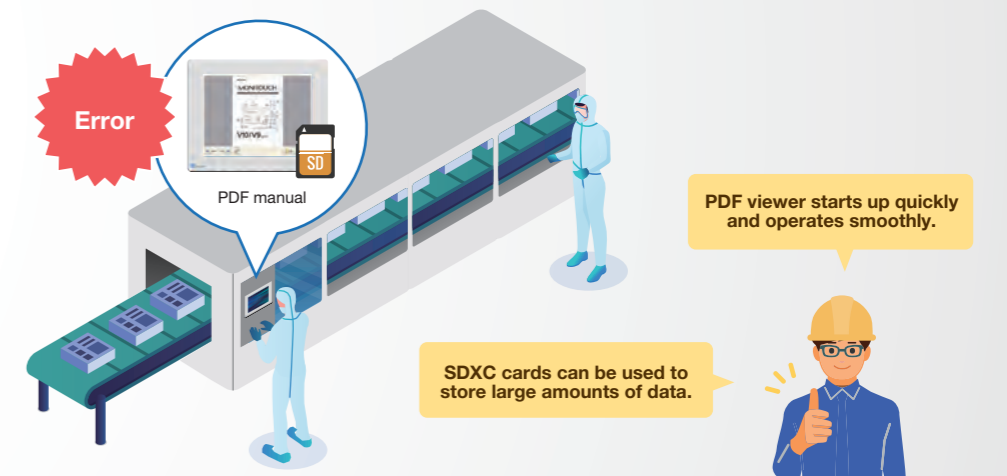 Error
MONITOUCH
SD
PDF manual
PDF viewer starts up quickly
and operates smoothly.
SDXC cards can be used to
store large amounts of data.